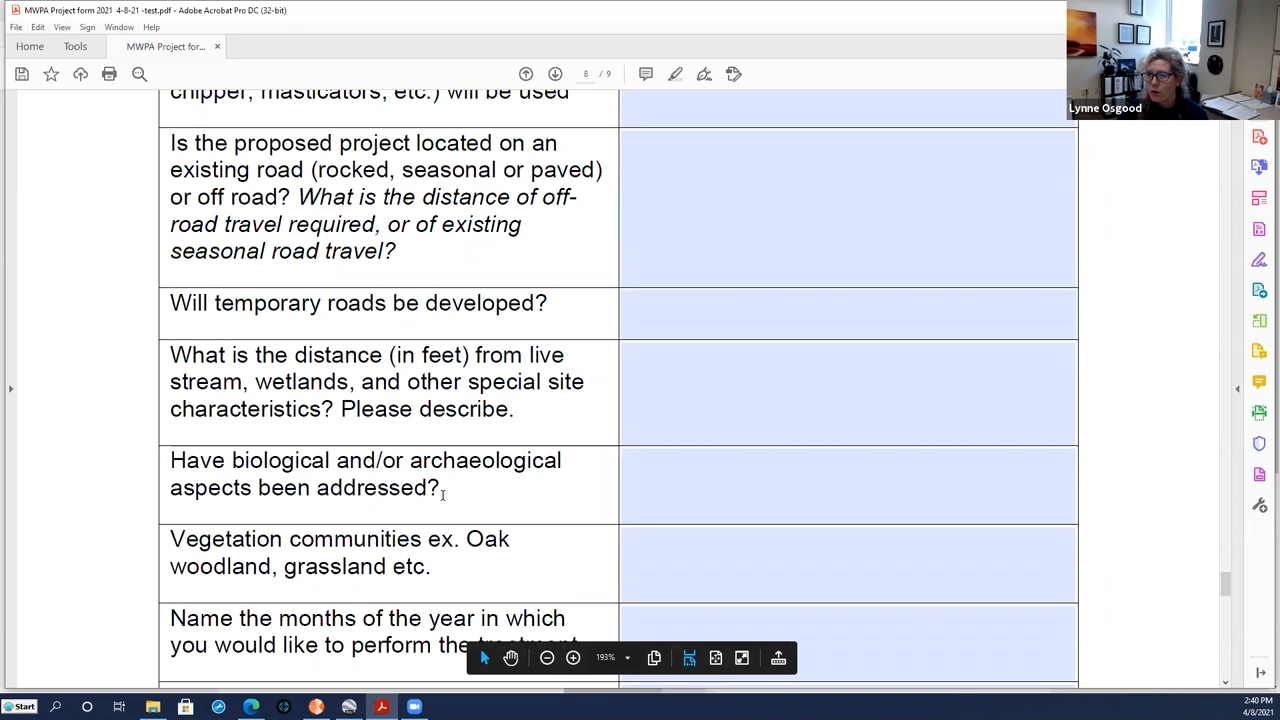 MWPA Project form 2021 4-8-21 -test.pdf - Adobe Acrobat Pro DC (32-bit)
File Edit View Sign Window Help
Home Tools MWPA Project for... ×
8 / 9
chipper, masticators, etc.) will be used
Is the proposed project located on an
existing road (rocked, seasonal or paved)
or off road? What is the distance of off-
road travel required, or of existing
seasonal road travel?
Will temporary roads be developed?
What is the distance (in feet) from live
stream, wetlands, and other special site
characteristics? Please describe.
Have biological and/or archaeological
aspects been addressed?
Vegetation communities ex. Oak
woodland, grassland etc.
Name the months of the year in which
you would like to perform the treatment
193%
Lynne Osgood
Start
2:40 PM
4/8/2021